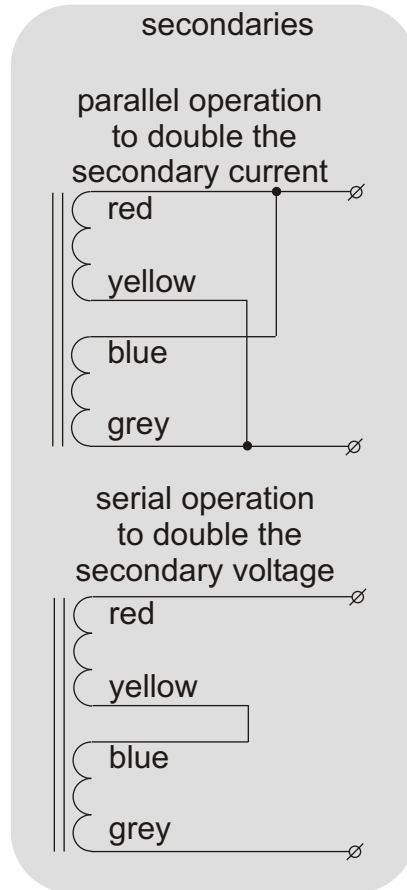 secondaries
parallel operation
to double the
secondary current
red
yellow
blue
grey
serial operation
to double the
secondary voltage
red
yellow
blue
grey